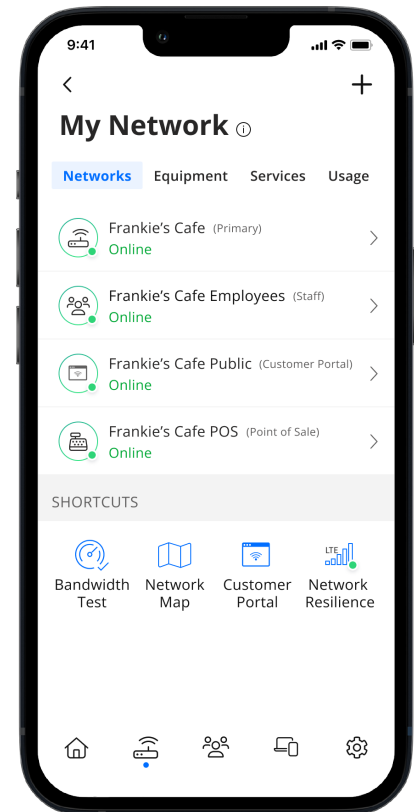 9:41
My Network
Networks Equipment Services Usage
Frankie's Cafe (Primary)
Online
Frankie's Cafe Employees (Staff)
Online
Frankie's Cafe Public (Customer Portal)
Online
Frankie's Cafe POS (Point of Sale)
Online
SHORTCUTS
LTE
Bandwidth Network Customer Network
Test Map Portal Resilience